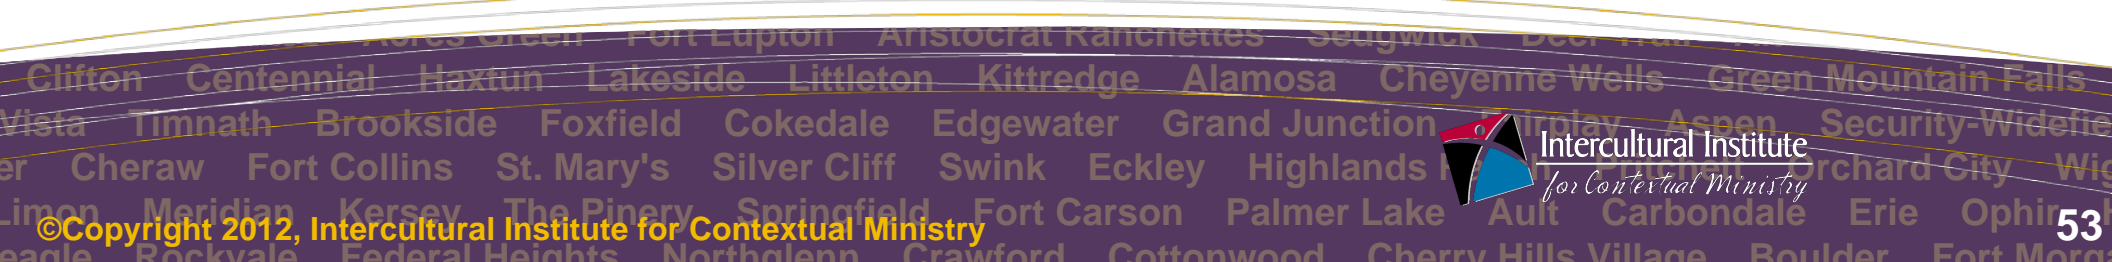 Acres Green Fort Lupton Aristocrat Ranchettes Sedgwick Deer Trail
Clifton Centennial Haxtun Lakeside Littleton Kittredge Alamosa Cheyenne Wells Green Mountain Falls
Vista Timnath Brookside Foxfield Cokedale Edgewater Grand Junction Aspen Security-Widefie
er Cheraw Fort Collins St. Mary's Silver Cliff Swink Eckley Highlands Orchard City Wig
Limon Meridian Kersey The Pinery Springfield Fort Carson Palmer Lake Ault Carbondale Erie Ophir
eagle Rockvale Federal Heights Northglenn Crawford Cottonwood Cherry Hills Village Boulder Fort Morga
Intercultural Institute
for Contextual Ministry
©Copyright 2012, Intercultural Institute for Contextual Ministry
53